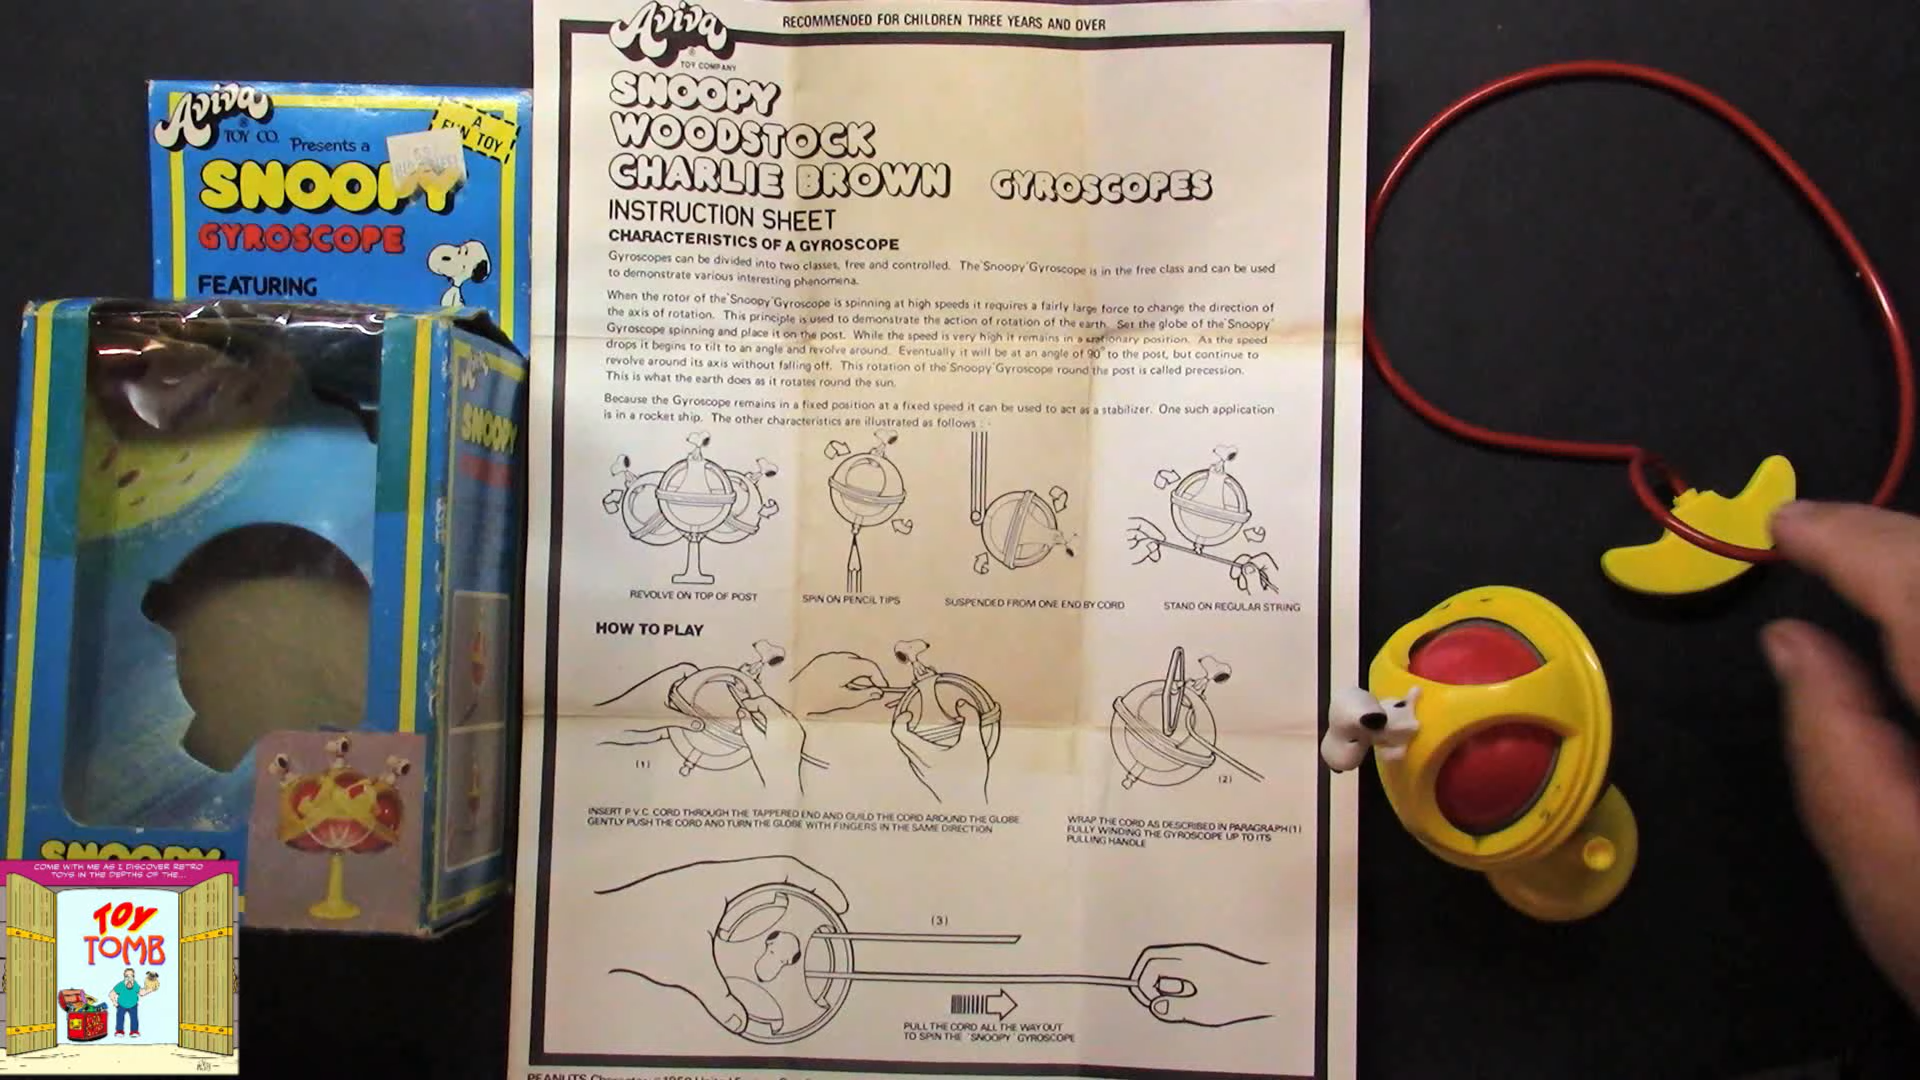 Aviva
®
TOY CO.
Presents a
A
FUN TOY
SNOOPY
GYROSCOPE
FEATURING
Aviva
SNOOPY
SNOOPY
COME WITH ME AS I DISCOVER RETRO
TOYS IN THE DEPTHS OF THE...
TOY
TOMB
Aviva
®
TOY COMPANY
RECOMMENDED FOR CHILDREN THREE YEARS AND OVER
SNOOPY
WOODSTOCK
CHARLIE BROWN GYROSCOPES
INSTRUCTION SHEET
CHARACTERISTICS OF A GYROSCOPE
Gyroscopes can be divided into two classes, free and controlled. The 'Snoopy' Gyroscope is in the free class and can be used
to demonstrate various interesting phenomena.
When the rotor of the 'Snoopy' Gyroscope is spinning at high speeds it requires a fairly large force to change the direction of
the axis of rotation. This principle is used to demonstrate the action of rotation of the earth. Set the globe of the 'Snoopy'
Gyroscope spinning and place it on the post. While the speed is very high it remains in a stationary position. As the speed
drops it begins to tilt to an angle and revolve around. Eventually it will be at an angle of 90° to the post, but continue to
revolve around its axis without falling off. This rotation of the 'Snoopy' Gyroscope round the post is called precession.
This is what the earth does as it rotates round the sun.
Because the Gyroscope remains in a fixed position at a fixed speed it can be used to act as a stabilizer. One such application
is in a rocket ship. The other characteristics are illustrated as follows : -
REVOLVE ON TOP OF POST
SPIN ON PENCIL TIPS
SUSPENDED FROM ONE END BY CORD
STAND ON REGULAR STRING
HOW TO PLAY
(1)
(2)
INSERT P.V.C. CORD THROUGH THE TAPPERED END AND GUILD THE CORD AROUND THE GLOBE
GENTLY PUSH THE CORD AND TURN THE GLOBE WITH FINGERS IN THE SAME DIRECTION
WRAP THE CORD AS DESCRIBED IN PARAGRAPH (1)
FULLY WINDING THE GYROSCOPE UP TO ITS
PULLING HANDLE
(3)
PULL THE CORD ALL THE WAY OUT
TO SPIN THE "SNOOPY" GYROSCOPE
PEANUTS